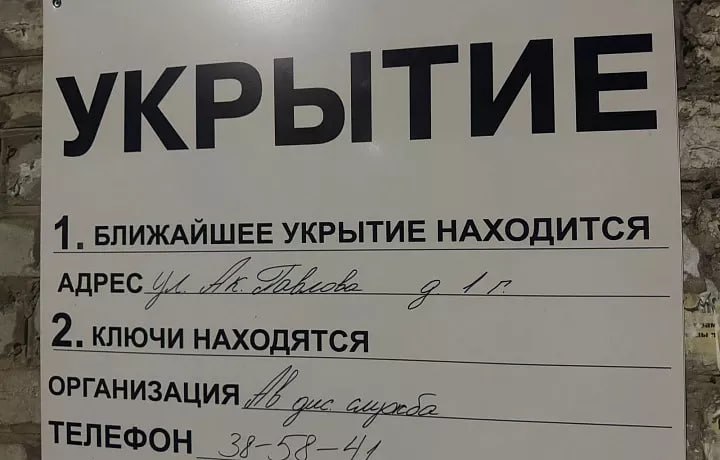 УКРЫТИЕ
1. БЛИЖАЙШЕЕ УКРЫТИЕ НАХОДИТСЯ
АДРЕС ул. Ак. Павлова д. 1 г.
2. КЛЮЧИ НАХОДЯТСЯ
ОРГАНИЗАЦИЯ Ав дис. служба
ТЕЛЕФОН 38-58-41